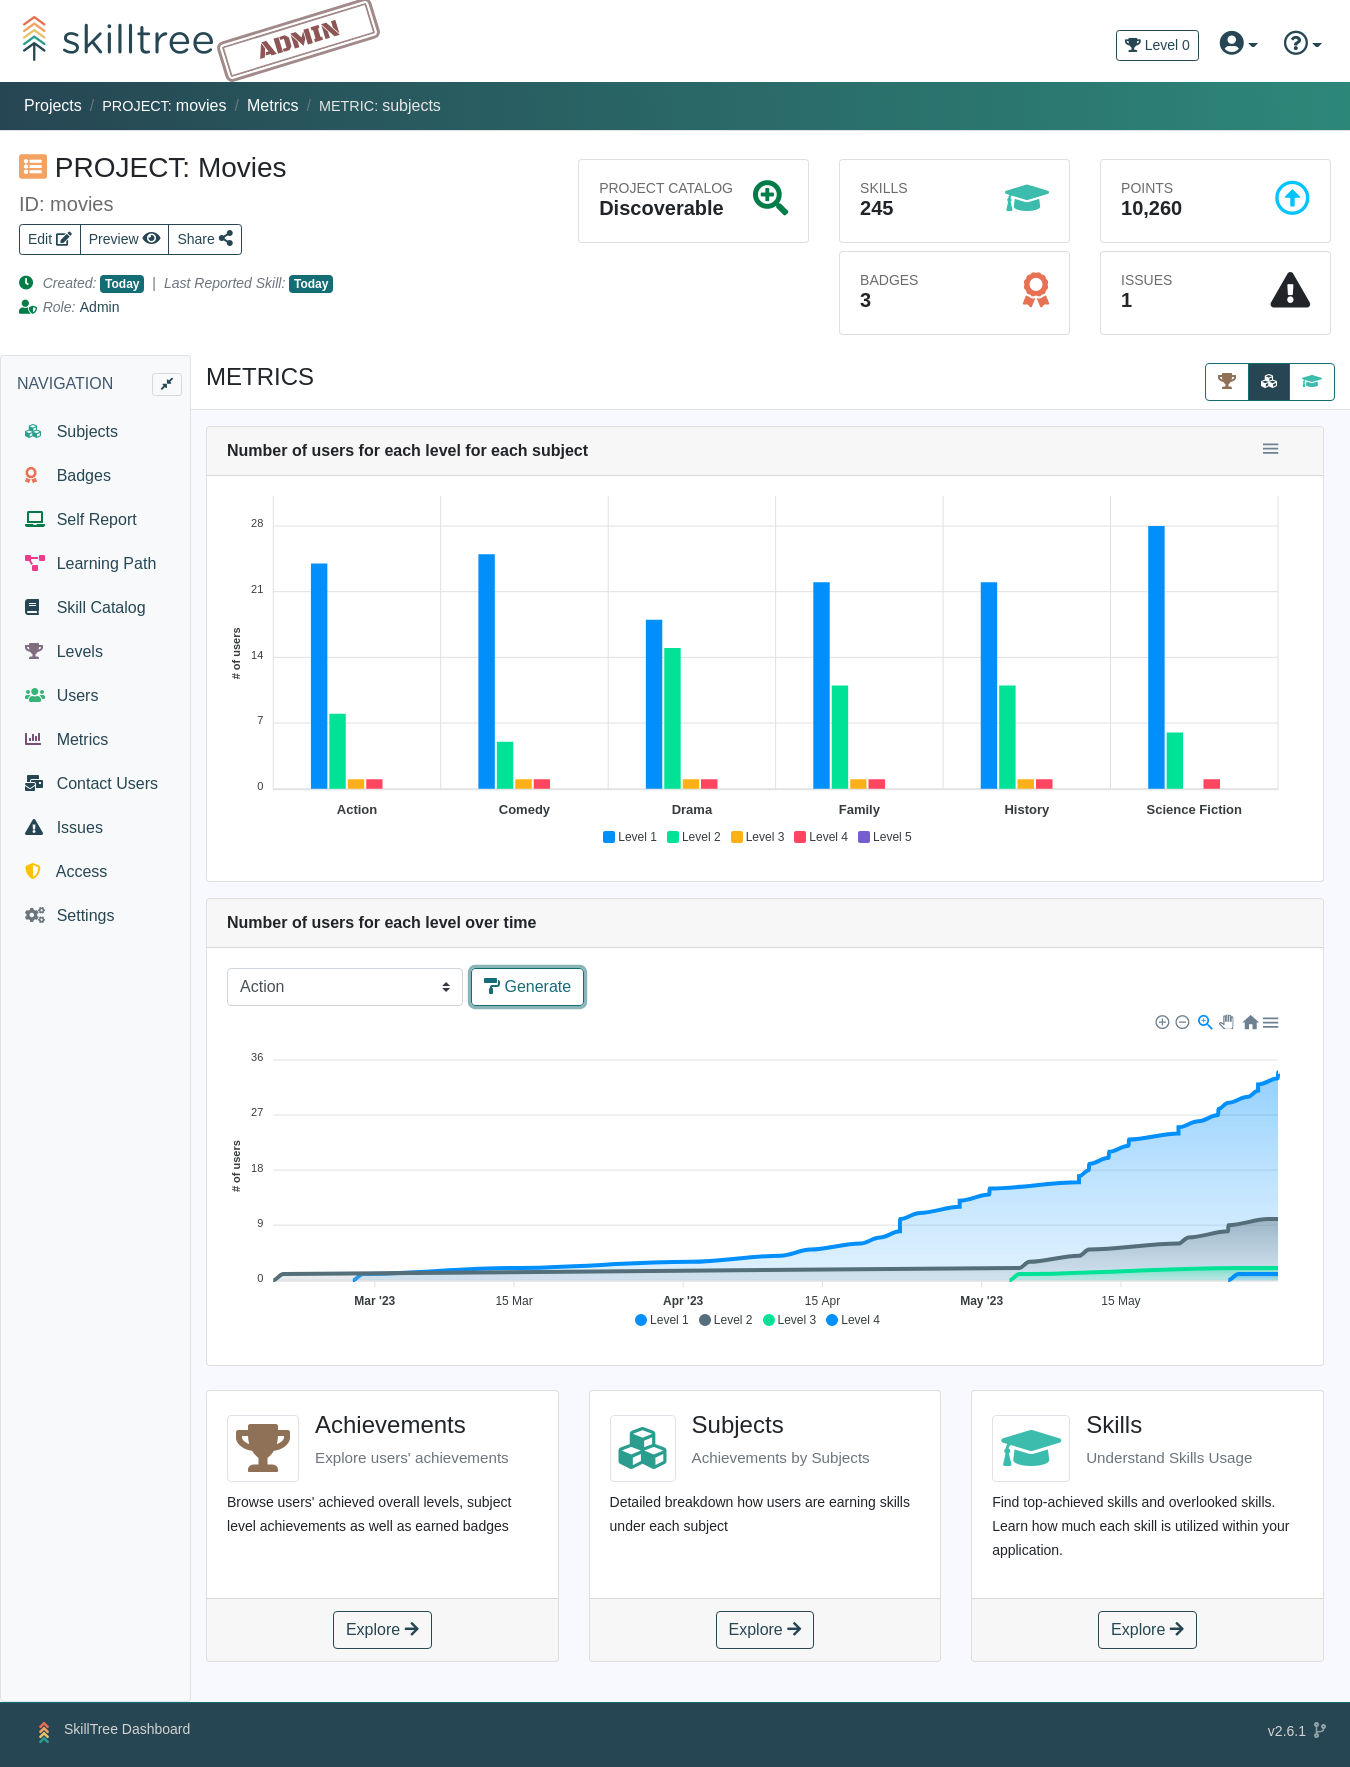 skilltree
ADMIN
Level 0
Projects / PROJECT: movies / Metrics / METRIC: subjects
PROJECT: Movies
ID: movies
Edit
Preview
Share
Created: Today | Last Reported Skill: Today
Role: Admin
PROJECT CATALOG
Discoverable
SKILLS
245
POINTS
10,260
BADGES
3
ISSUES
1
NAVIGATION
Subjects
Badges
Self Report
Learning Path
Skill Catalog
Levels
Users
Metrics
Contact Users
Issues
Access
Settings
METRICS
Number of users for each level for each subject
28
21
14
7
0
# of users
Action Comedy Drama Family History Science Fiction
Level 1 Level 2 Level 3 Level 4 Level 5
Number of users for each level over time
Action
Generate
36
27
18
9
0
# of users
Mar '23 15 Mar Apr '23 15 Apr May '23 15 May
Level 1 Level 2 Level 3 Level 4
Achievements
Explore users' achievements
Browse users' achieved overall levels, subject
level achievements as well as earned badges
Explore
Subjects
Achievements by Subjects
Detailed breakdown how users are earning skills
under each subject
Explore
Skills
Understand Skills Usage
Find top-achieved skills and overlooked skills.
Learn how much each skill is utilized within your
application.
Explore
SkillTree Dashboard
v2.6.1